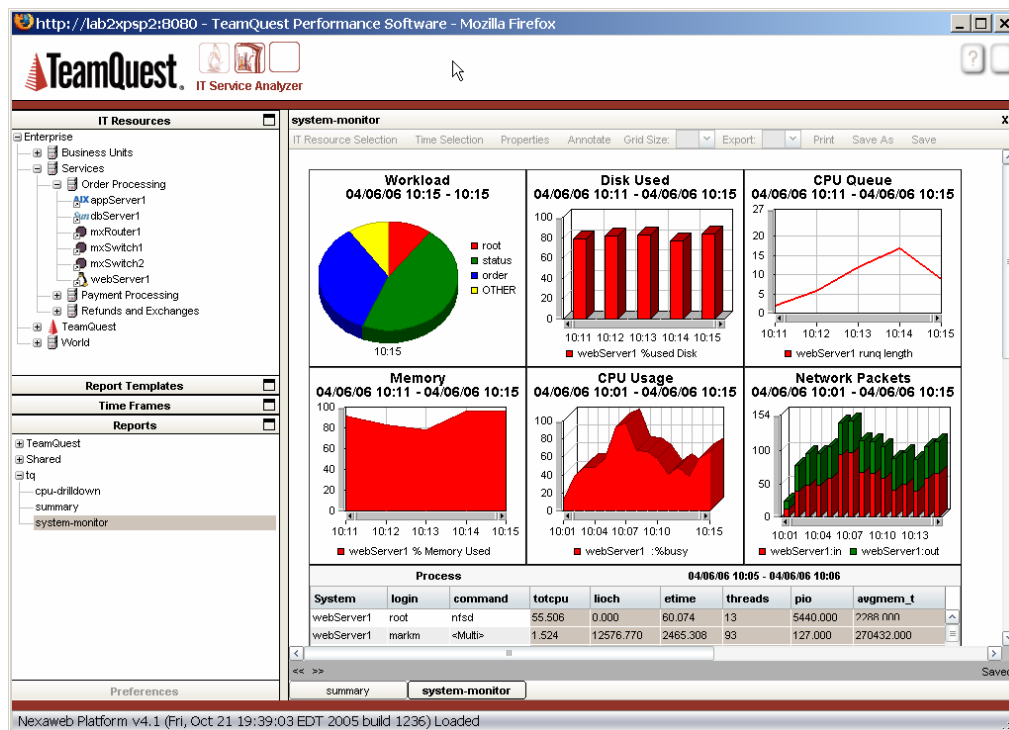 http://lab2xpsp2:8080 - TeamQuest Performance Software - Mozilla Firefox
TeamQuest
IT Service Analyzer
?
IT Resources
Enterprise
Business Units
Services
Order Processing
AIX appServer1
Sun dbServer1
mxRouter1
mxSwitch1
mxSwitch2
webServer1
Payment Processing
Refunds and Exchanges
TeamQuest
World
Report Templates
Time Frames
Reports
TeamQuest
Shared
tq
cpu-drilldown
summary
system-monitor
Preferences
system-monitor X
IT Resource Selection Time Selection Properties Annotate Grid Size: Export: Print Save As Save
Workload
04/06/06 10:15 - 10:15
root
status
order
OTHER
10:15
Disk Used
04/06/06 10:11 - 04/06/06 10:15
100
80
60
40
20
0
10:11 10:12 10:13 10:14 10:15
webServer1 %used Disk
CPU Queue
04/06/06 10:11 - 04/06/06 10:15
27
20
15
10
5
0
10:11 10:12 10:13 10:14 10:15
webServer1 runq length
Memory
04/06/06 10:11 - 04/06/06 10:15
100
80
60
40
20
0
10:11 10:12 10:13 10:14 10:15
webServer1 % Memory Used
CPU Usage
04/06/06 10:01 - 04/06/06 10:15
100
80
60
40
20
0
10:01 10:04 10:07 10:10 10:15
webServer1 :%busy
Network Packets
04/06/06 10:01 - 04/06/06 10:15
154
100
50
0
10:01 10:04 10:07 10:10 10:13
webServer1:in webServer1:out
Process 04/06/06 10:05 - 04/06/06 10:06
System login command totcpu lioch etime threads pio avgmem_t
webServer1 root nfsd 55.506 0.000 60.074 13 5440.000 2288.000
webServer1 markm <Multi> 1.524 12576.770 2465.308 93 127.000 270432.000
<< >> Saved
summary system-monitor
Nexaweb Platform v4.1 (Fri, Oct 21 19:39:03 EDT 2005 build 1236) Loaded